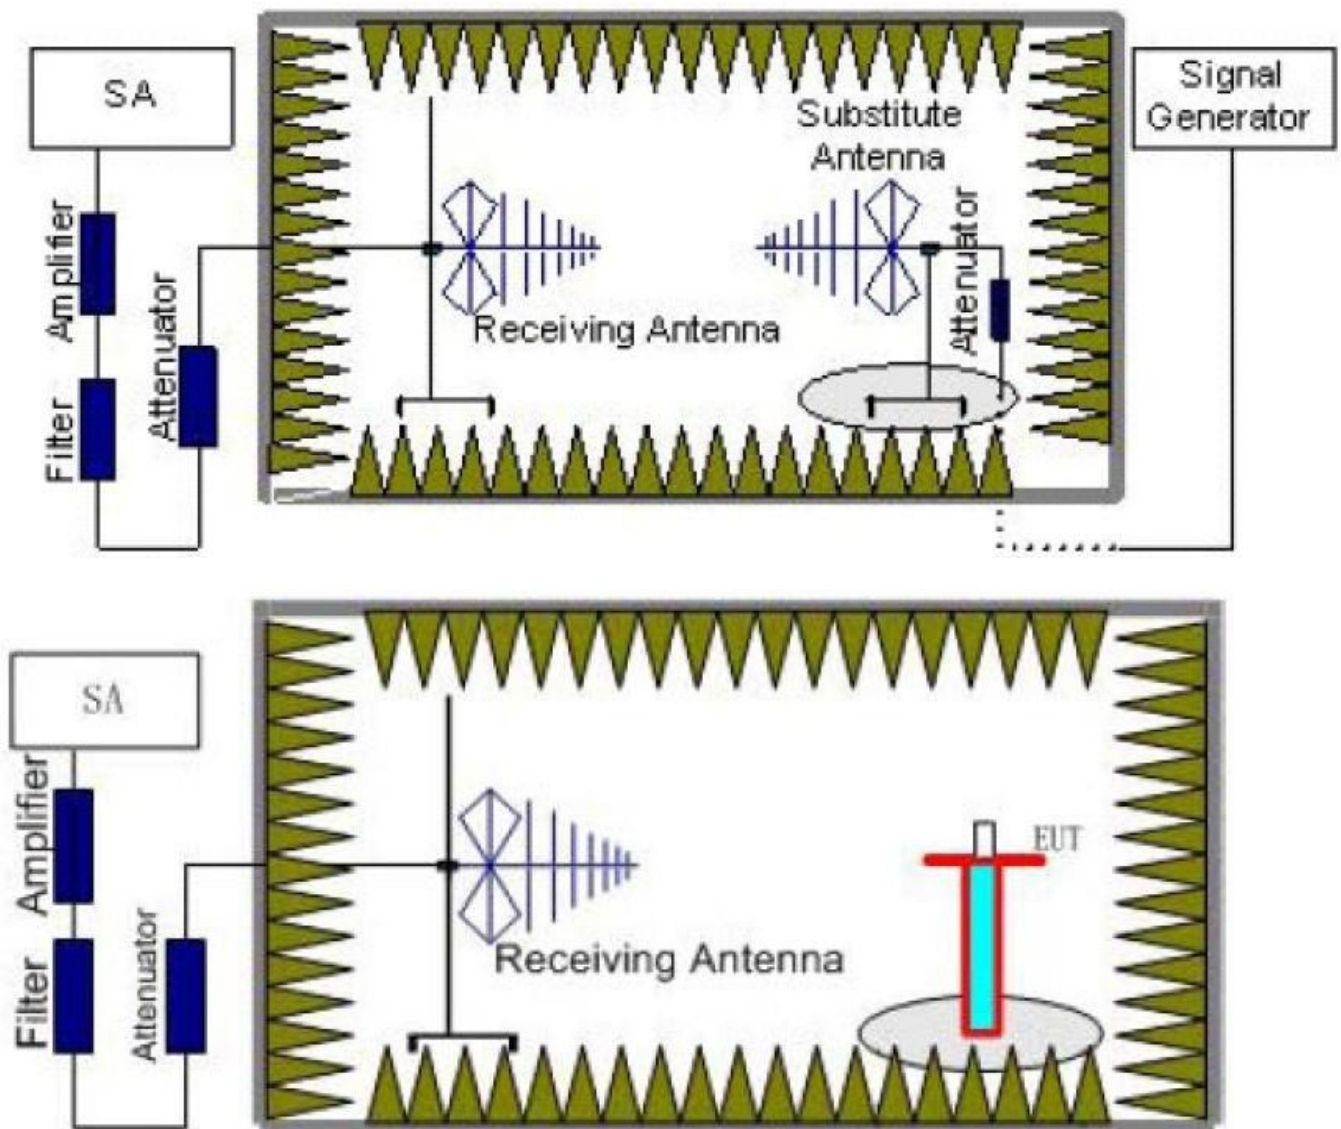 SA
Signal
Generator
Substitute
Antenna
Amplifier
Attenuator
Filter
Receiving Antenna
Attenuator
SA
Amplifier
Filter
Attenuator
Receiving Antenna
EUT